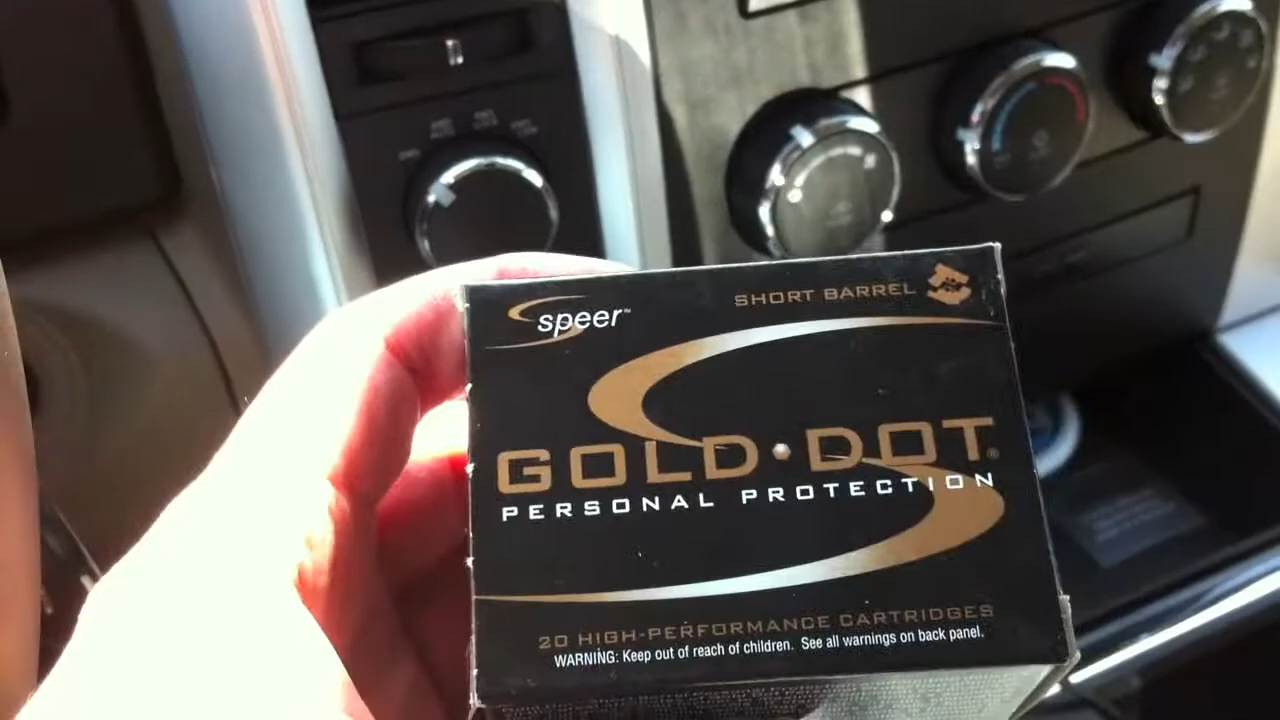 speer™
SHORT BARREL
GOLD DOT®
PERSONAL PROTECTION
20 HIGH-PERFORMANCE CARTRIDGES
WARNING: Keep out of reach of children. See all warnings on back panel.